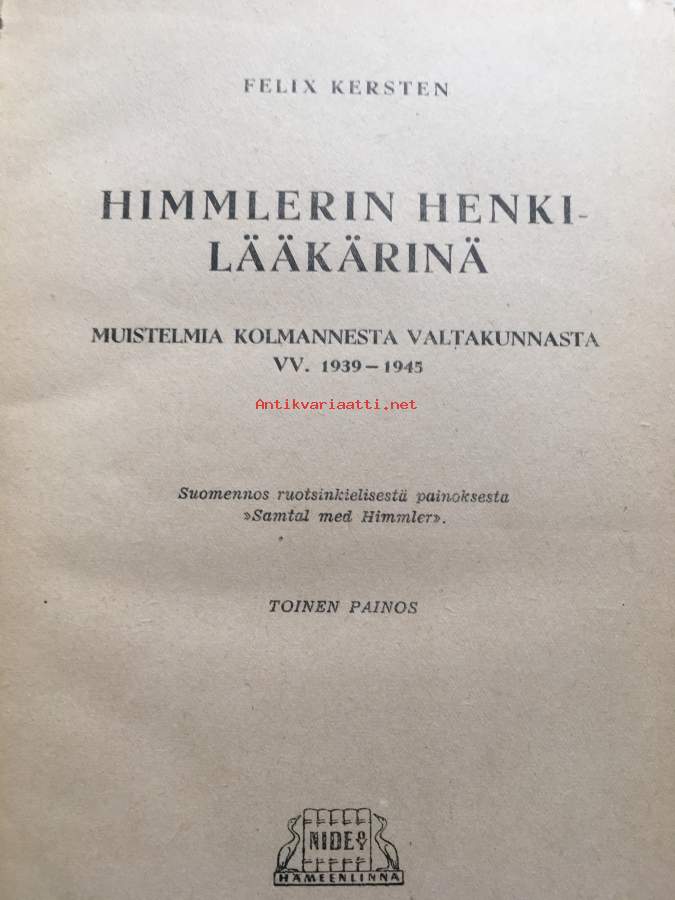 FELIX KERSTEN
HIMMLERIN HENKI-
LÄÄKÄRINÄ
MUISTELMIA KOLMANNESTA VALTAKUNNASTA
VV. 1939—1945
Antikvariaatti.net
Suomennos ruotsinkielisestä painoksesta
»Samtal med Himmler».
TOINEN PAINOS
NIDE OY
HÄMEENLINNA